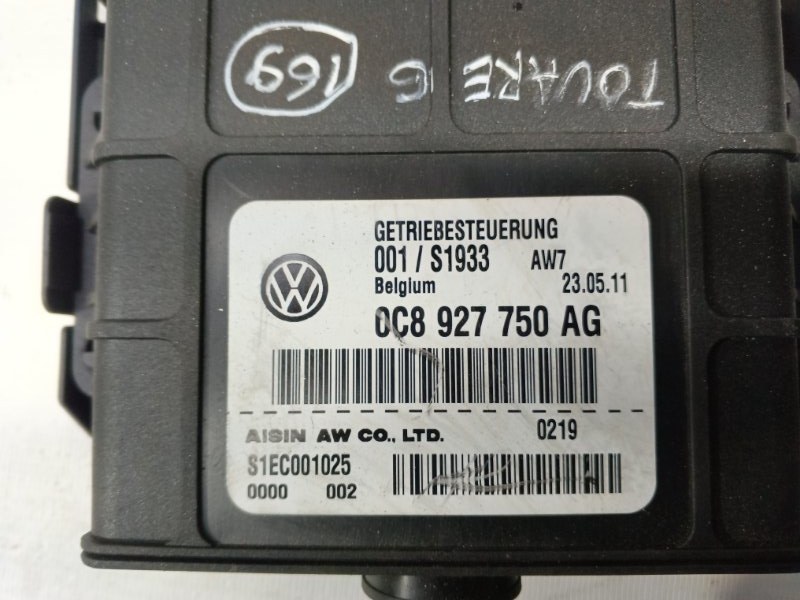 TOUAREG
169
GETRIEBESTEUERUNG
001 / S1933 AW7
Belgium 23.05.11
0C8 927 750 AG
AISIN AW CO., LTD. 0219
S1EC001025
0000 002